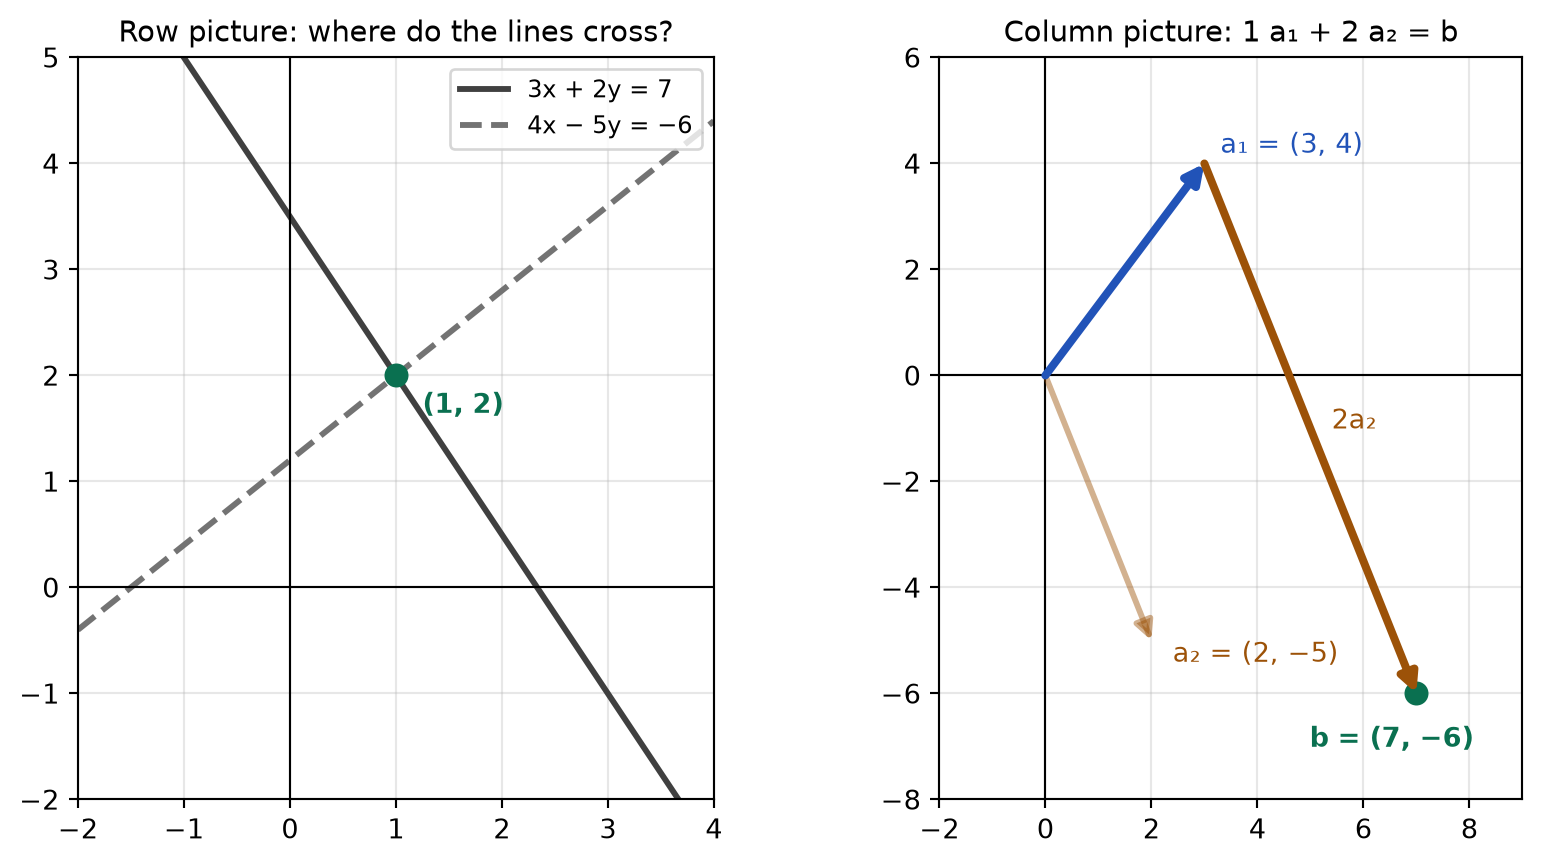 Row picture: where do the lines cross?
5
4
3
2
1
0
−1
−2
−2 −1 0 1 2 3 4
3x + 2y = 7
4x − 5y = −6
(1, 2)
Column picture: 1 a₁ + 2 a₂ = b
6
4
2
0
−2
−4
−6
−8
−2 0 2 4 6 8
a₁ = (3, 4)
2a₂
a₂ = (2, −5)
b = (7, −6)